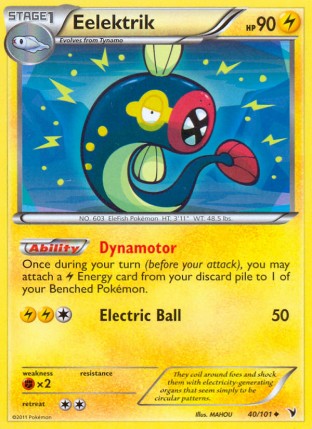 STAGE1
Eelektrik
HP90
Evolves from Tynamo
NO. 603 EleFish Pokémon HT. 3'11" WT. 48.5 lbs.
Ability Dynamotor
Once during your turn (before your attack), you may
attach a Energy card from your discard pile to 1 of
your Benched Pokémon.
Electric Ball 50
weakness
×2
resistance
They coil around foes and shock
them with electricity-generating
organs that seem simply to be
circular patterns.
retreat
©2011 Pokémon
Illus. MAHOU
40/101